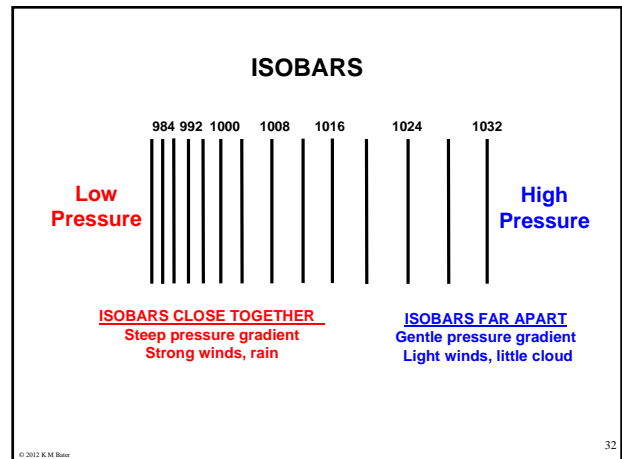 ISOBARS
984 992 1000 1008 1016 1024 1032
Low
Pressure
High
Pressure
ISOBARS CLOSE TOGETHER
Steep pressure gradient
Strong winds, rain
ISOBARS FAR APART
Gentle pressure gradient
Light winds, little cloud
© 2012 K M Bater
32